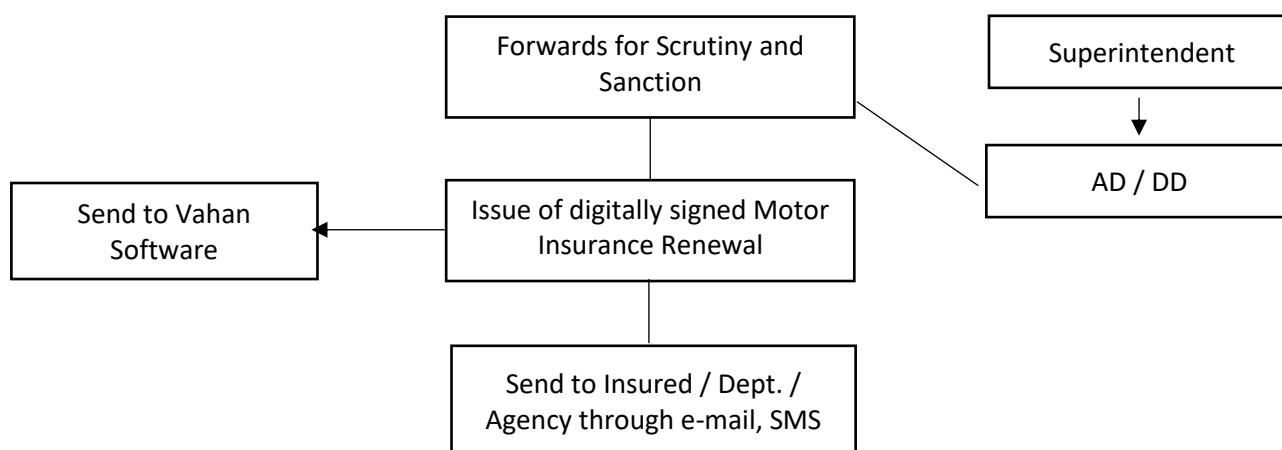 Forwards for Scrutiny and
Sanction
Superintendent
AD / DD
Send to Vahan
Software
Issue of digitally signed Motor
Insurance Renewal
Send to Insured / Dept. /
Agency through e-mail, SMS